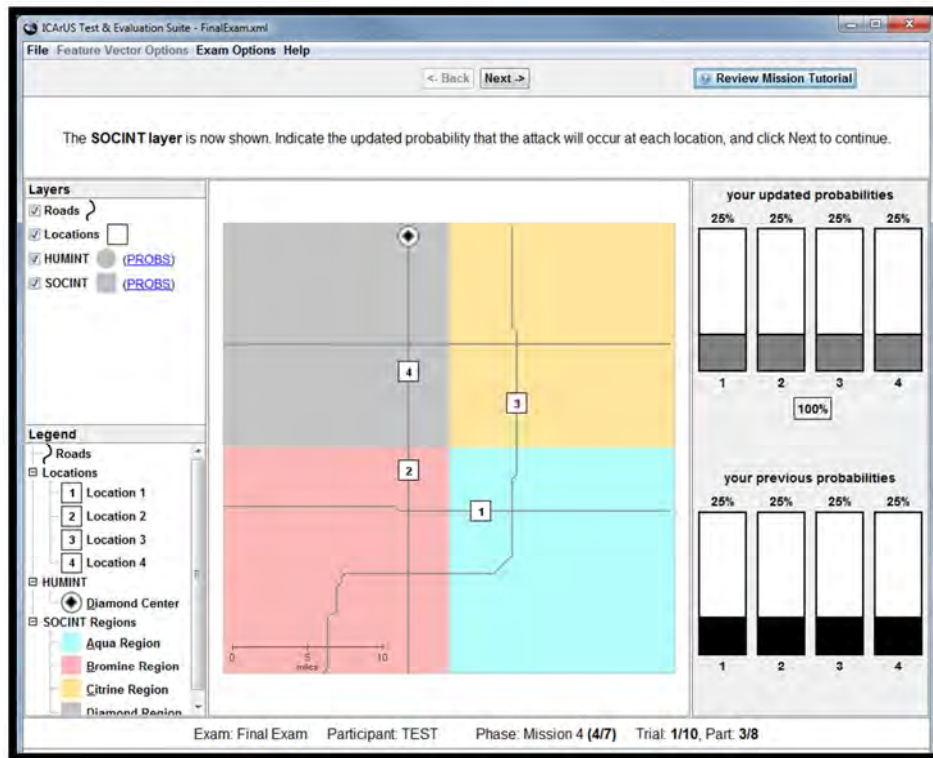 ICArUS Test & Evaluation Suite - FinalExam.xml
File Feature Vector Options Exam Options Help
<- Back Next -> Review Mission Tutorial
The SOCINT layer is now shown. Indicate the updated probability that the attack will occur at each location, and click Next to continue.
Layers
Roads
Locations
HUMINT (PROBS)
SOCINT (PROBS)
Legend
Roads
Locations
1 Location 1
2 Location 2
3 Location 3
4 Location 4
HUMINT
Diamond Center
SOCINT Regions
Aqua Region
Bromine Region
Citrine Region
Diamond Region
4
3
2
1
0 5 10
miles
your updated probabilities
25% 25% 25% 25%
1 2 3 4
100%
your previous probabilities
25% 25% 25% 25%
1 2 3 4
Exam: Final Exam Participant: TEST Phase: Mission 4 (4/7) Trial: 1/10, Part: 3/8